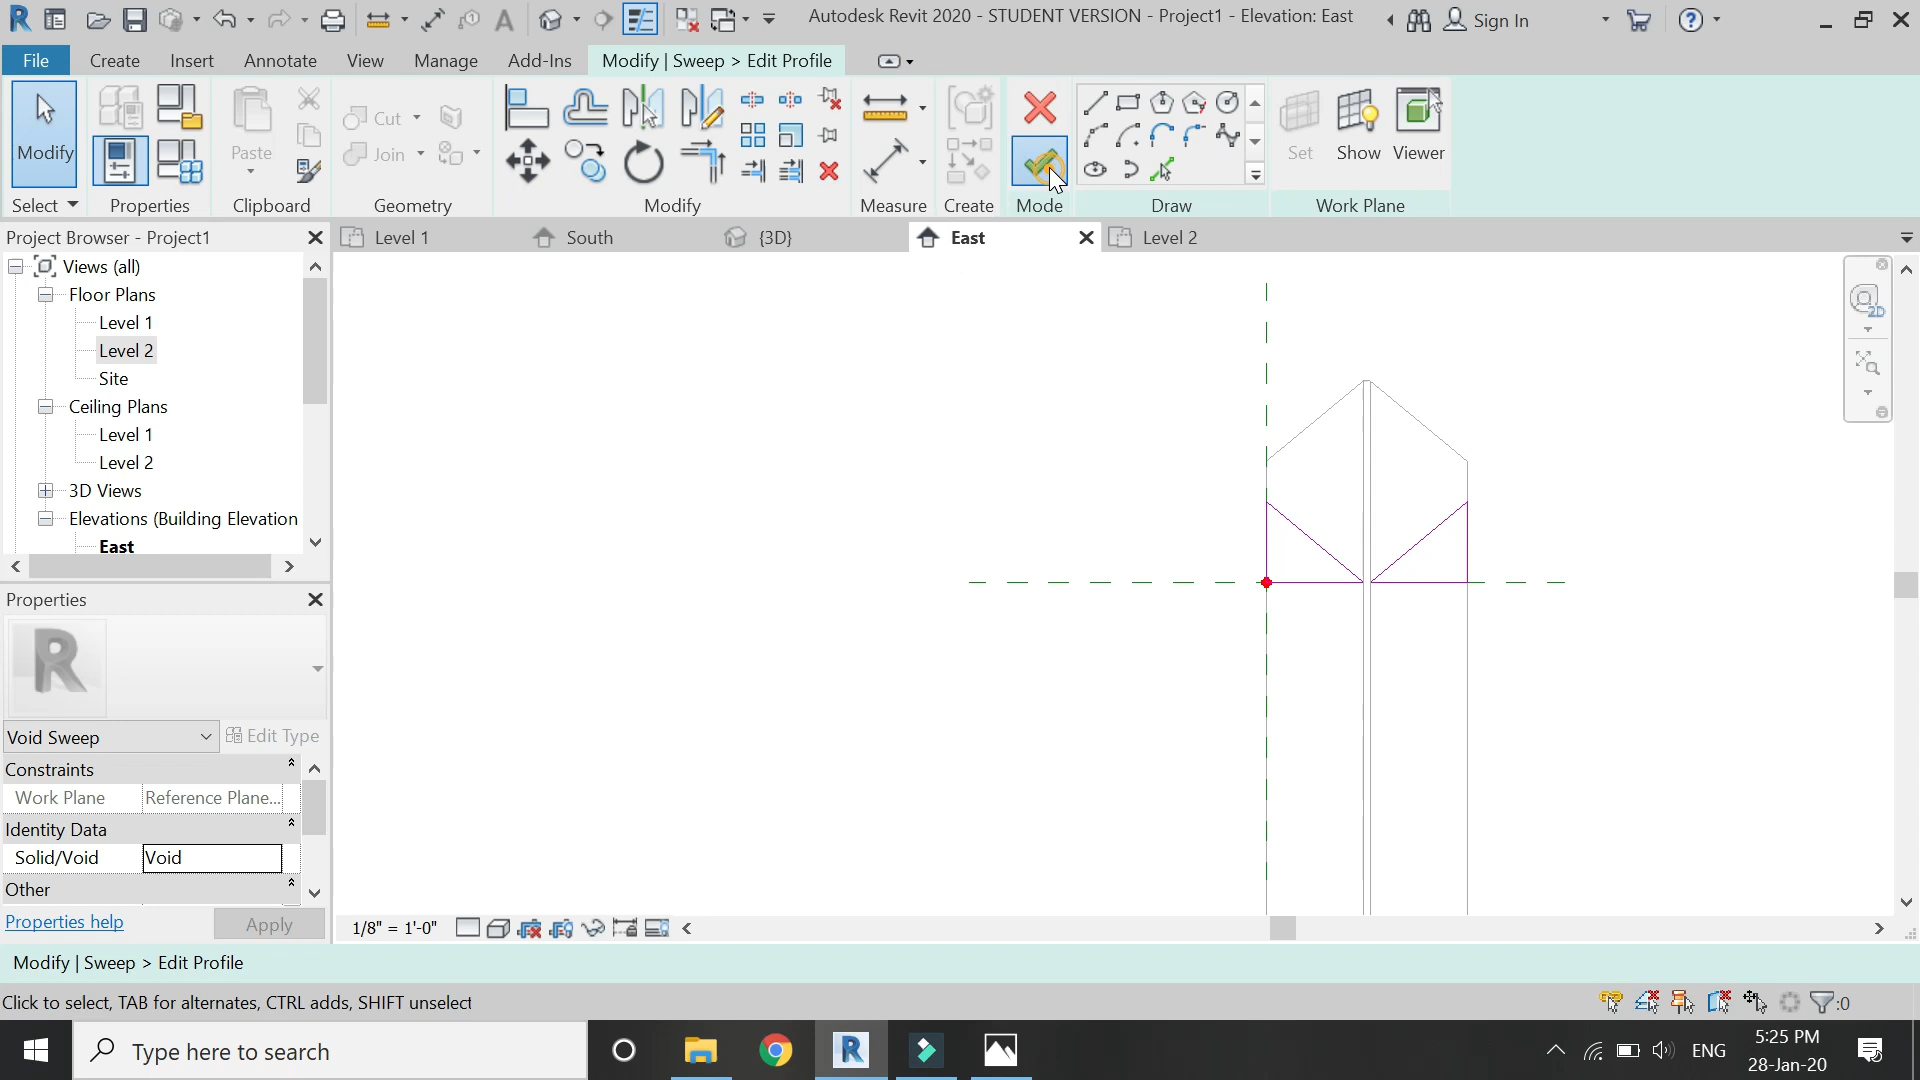 Autodesk Revit 2020 - STUDENT VERSION - Project1 - Elevation: East
Sign In
File Create Insert Annotate View Manage Add-Ins Modify | Sweep > Edit Profile
Modify Paste Cut Join Set Show Viewer
Select Properties Clipboard Geometry Modify Measure Create Mode Draw Work Plane
Project Browser - Project1
Level 1 South {3D} East Level 2
Views (all)
Floor Plans
Level 1
Level 2
Site
Ceiling Plans
Level 1
Level 2
3D Views
Elevations (Building Elevation
East
Properties
Void Sweep Edit Type
Constraints
Work Plane Reference Plane...
Identity Data
Solid/Void Void
Other
Properties help Apply
1/8" = 1'-0"
2D
Modify | Sweep > Edit Profile
Click to select, TAB for alternates, CTRL adds, SHIFT unselect
:0
Type here to search
ENG
5:25 PM
28-Jan-20